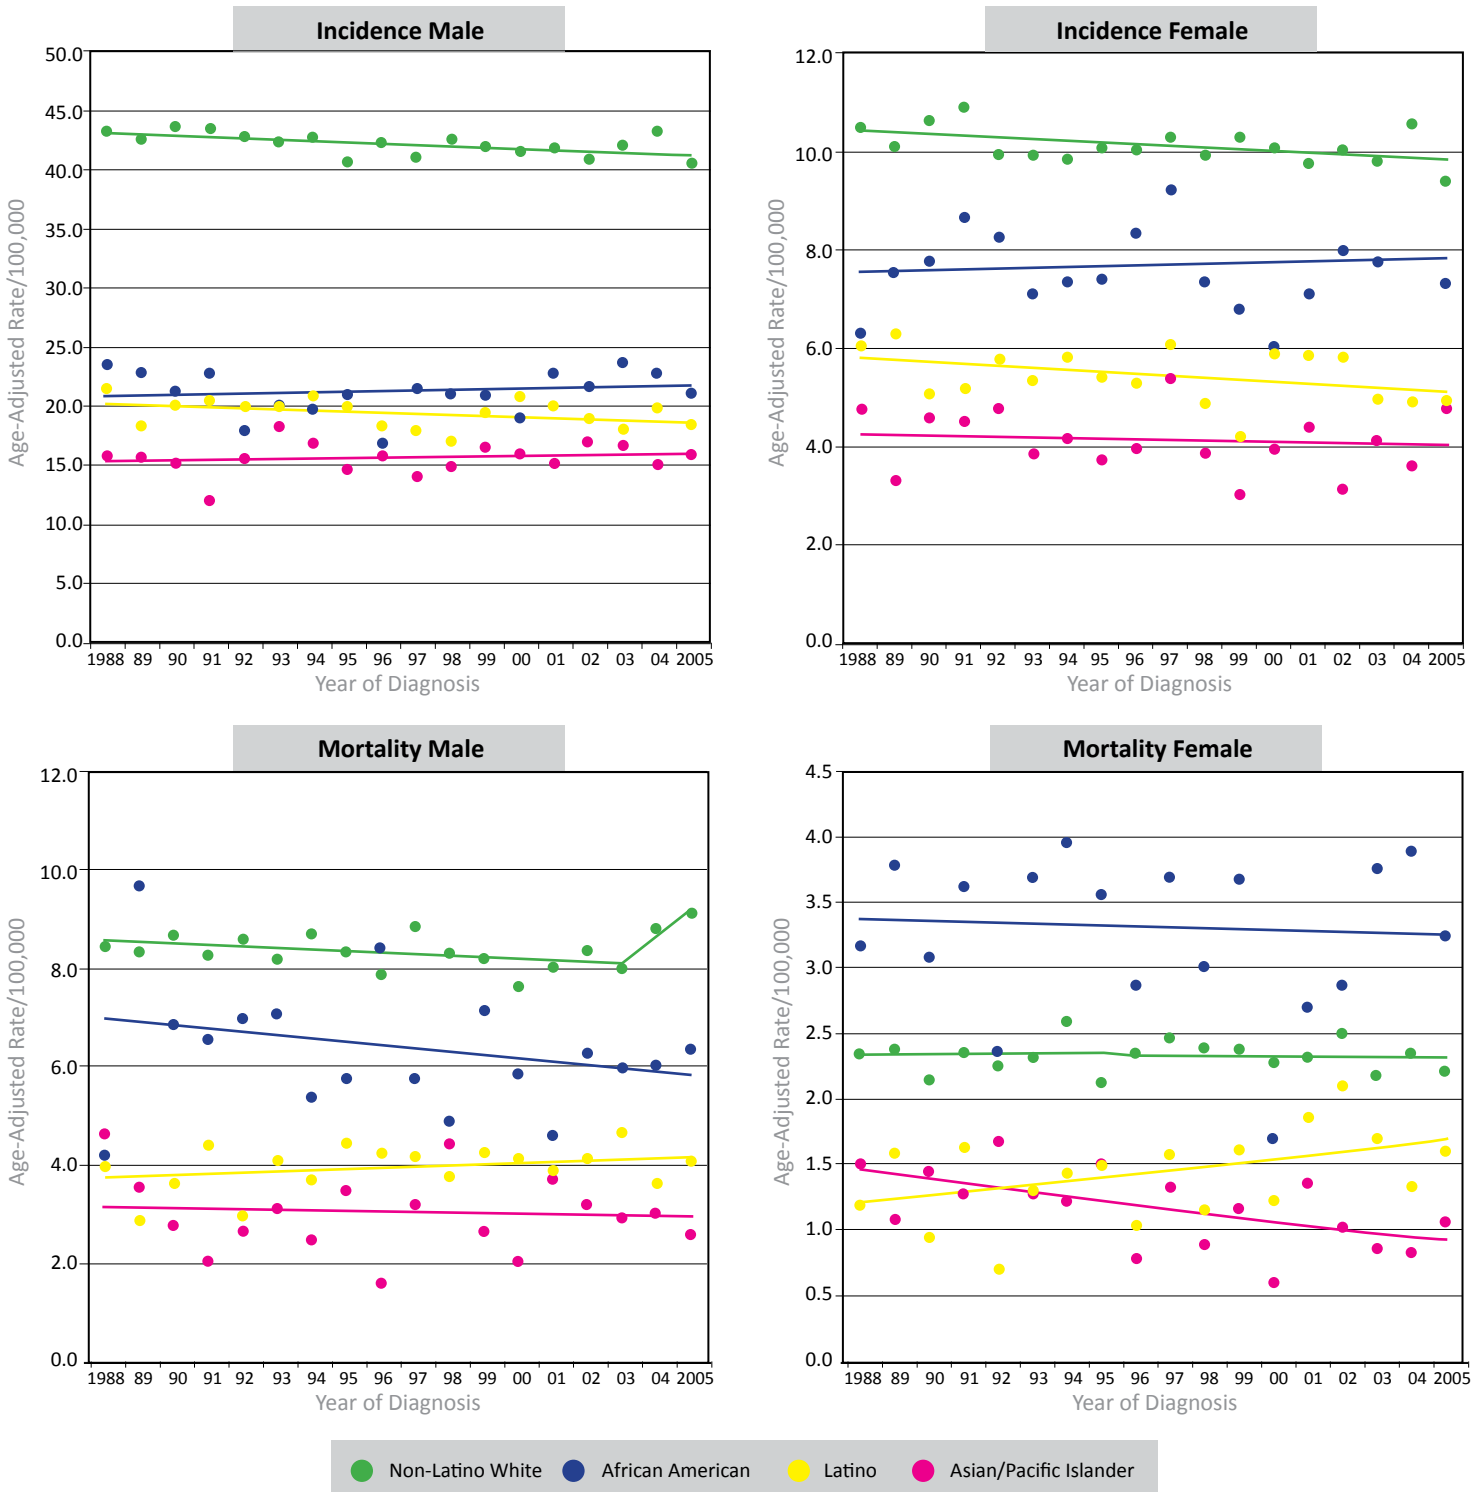 Incidence Male
50.0
45.0
40.0
35.0
30.0
25.0
20.0
15.0
10.0
5.0
0.0
Age-Adjusted Rate/100,000
1988 89 90 91 92 93 94 95 96 97 98 99 00 01 02 03 04 2005
Year of Diagnosis
Incidence Female
12.0
10.0
8.0
6.0
4.0
2.0
0.0
Age-Adjusted Rate/100,000
1988 89 90 91 92 93 94 95 96 97 98 99 00 01 02 03 04 2005
Year of Diagnosis
Mortality Male
12.0
10.0
8.0
6.0
4.0
2.0
0.0
Age-Adjusted Rate/100,000
1988 89 90 91 92 93 94 95 96 97 98 99 00 01 02 03 04 2005
Year of Diagnosis
Mortality Female
4.5
4.0
3.5
3.0
2.5
2.0
1.5
1.0
0.5
0.0
Age-Adjusted Rate/100,000
1988 89 90 91 92 93 94 95 96 97 98 99 00 01 02 03 04 2005
Year of Diagnosis
Non-Latino White African American Latino Asian/Pacific Islander